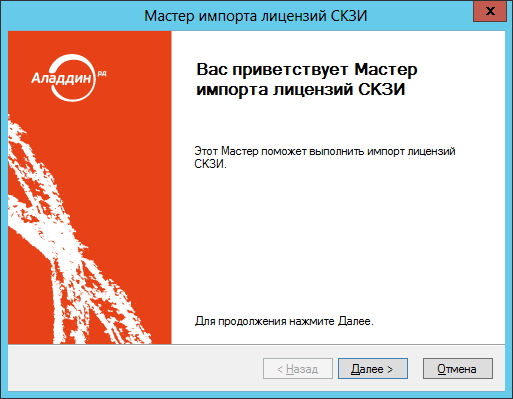 Мастер импорта лицензий СКЗИ
x
Аладдин РД
Вас приветствует Мастер
импорта лицензий СКЗИ
Этот Мастер поможет выполнить импорт лицензий
СКЗИ.
Для продолжения нажмите Далее.
< Назад Далее > Отмена